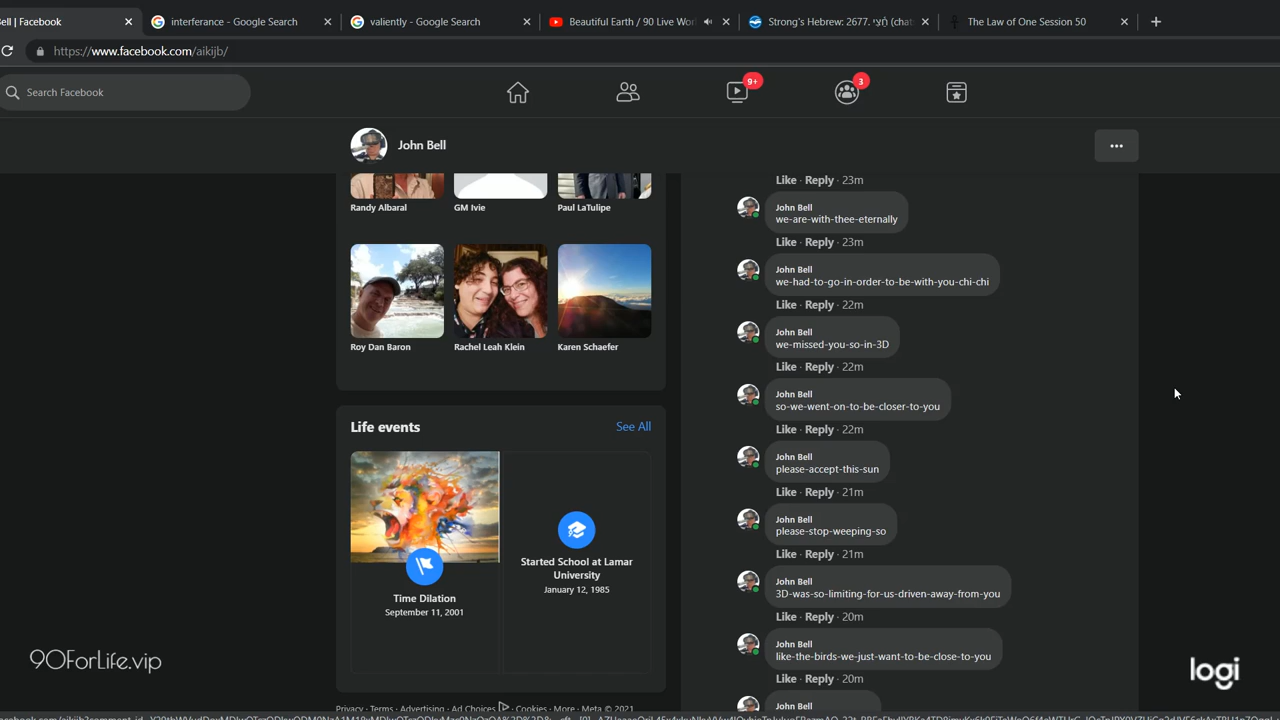 ell | Facebook
interferance - Google Search
valiently - Google Search
Beautiful Earth / 90 Live Wor
Strong's Hebrew: 2677. חֲצִי (chats
The Law of One Session 50
https://www.facebook.com/aikijb/
Search Facebook
9+
3
John Bell
Randy Albaral
GM Ivie
Paul LaTulipe
Roy Dan Baron
Rachel Leah Klein
Karen Schaefer
Life events
See All
Time Dilation
September 11, 2001
Started School at Lamar
University
January 12, 1985
Privacy · Terms · Advertising · Ad Choices · Cookies · More · Meta © 2021
Like · Reply · 23m
John Bell
we-are-with-thee-eternally
Like · Reply · 23m
John Bell
we-had-to-go-in-order-to-be-with-you-chi-chi
Like · Reply · 22m
John Bell
we-missed-you-so-in-3D
Like · Reply · 22m
John Bell
so-we-went-on-to-be-closer-to-you
Like · Reply · 22m
John Bell
please-accept-this-sun
Like · Reply · 21m
John Bell
please-stop-weeping-so
Like · Reply · 21m
John Bell
3D-was-so-limiting-for-us-driven-away-from-you
Like · Reply · 20m
John Bell
like-the-birds-we-just-want-to-be-close-to-you
Like · Reply · 20m
John Bell
90ForLife.vip
logi